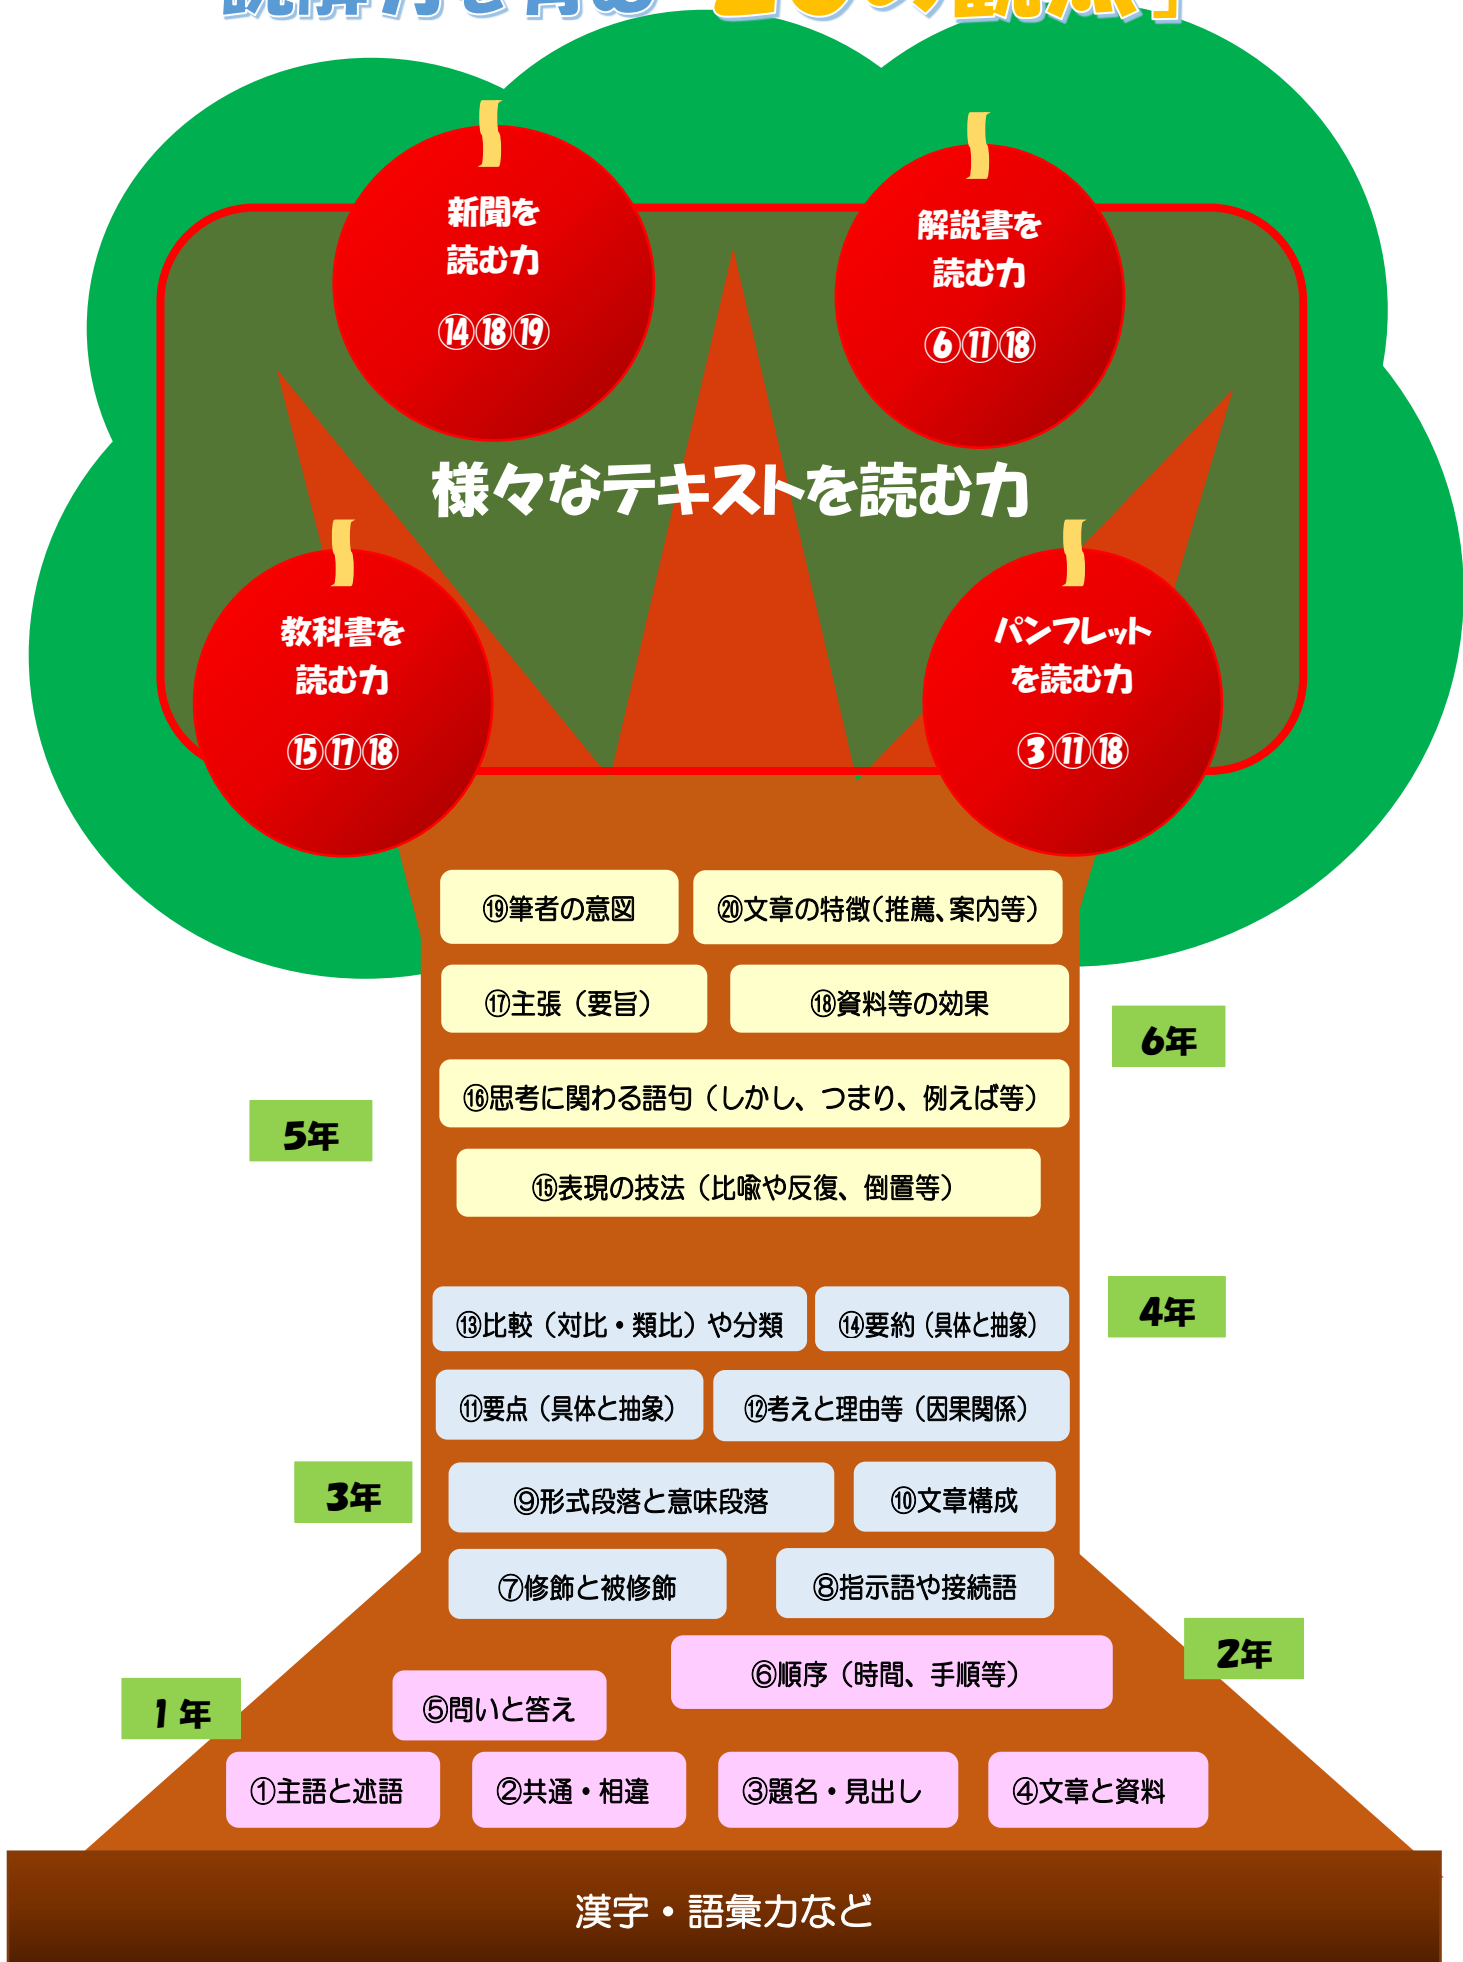 新聞を
読む力
⑭⑱⑲
解説書を
読む力
⑥⑪⑱
様々なテキストを読む力
教科書を
読む力
⑮⑰⑱
パンフレット
を読む力
③⑪⑱
⑲筆者の意図
⑳文章の特徴（推薦、案内等）
⑰主張（要旨）
⑱資料等の効果
6年
⑯思考に関わる語句（しかし、つまり、例えば等）
5年
⑮表現の技法（比喩や反復、倒置等）
⑬比較（対比・類比）や分類
⑭要約（具体と抽象）
4年
⑪要点（具体と抽象）
⑫考えと理由等（因果関係）
3年
⑨形式段落と意味段落
⑩文章構成
⑦修飾と被修飾
⑧指示語や接続語
2年
⑥順序（時間、手順等）
1年
⑤問いと答え
①主語と述語
②共通・相違
③題名・見出し
④文章と資料
漢字・語彙力など